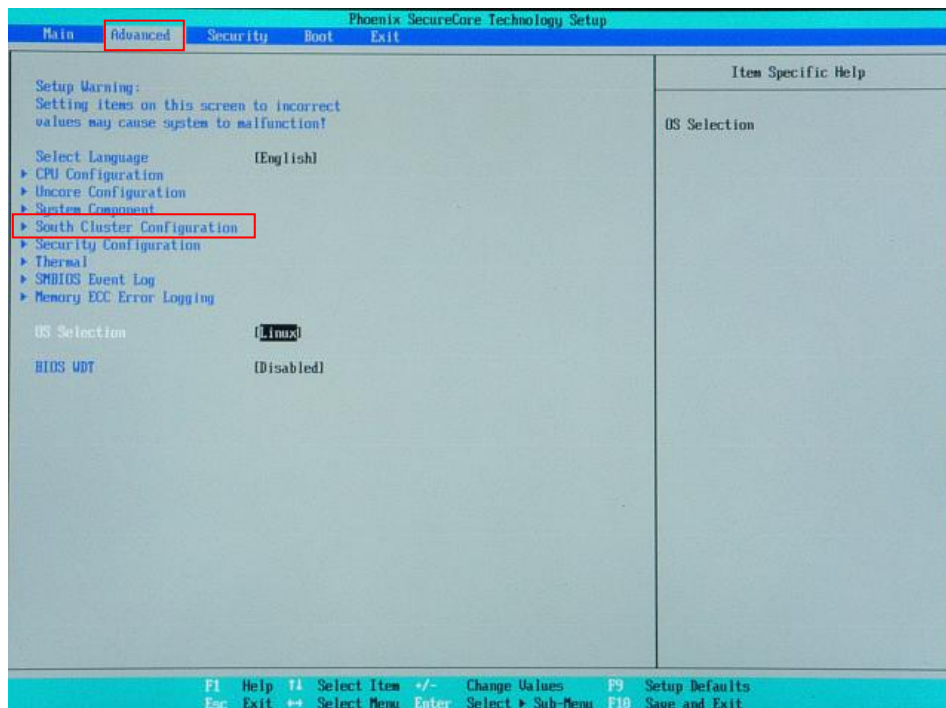 Phoenix SecureCore Technology Setup
Main Advanced Security Boot Exit
Item Specific Help
Setup Warning:
Setting items on this screen to incorrect
values may cause system to malfunction!
OS Selection
Select Language [English]
▶ CPU Configuration
▶ Uncore Configuration
▶ System Component
▶ South Cluster Configuration
▶ Security Configuration
▶ Thermal
▶ SMBIOS Event Log
▶ Memory ECC Error Logging
OS Selection [Linux]
BIOS WDT [Disabled]
F1 Help ↑↓ Select Item +/- Change Values F9 Setup Defaults
Esc Exit ↔ Select Menu Enter Select ▶ Sub-Menu F10 Save and Exit